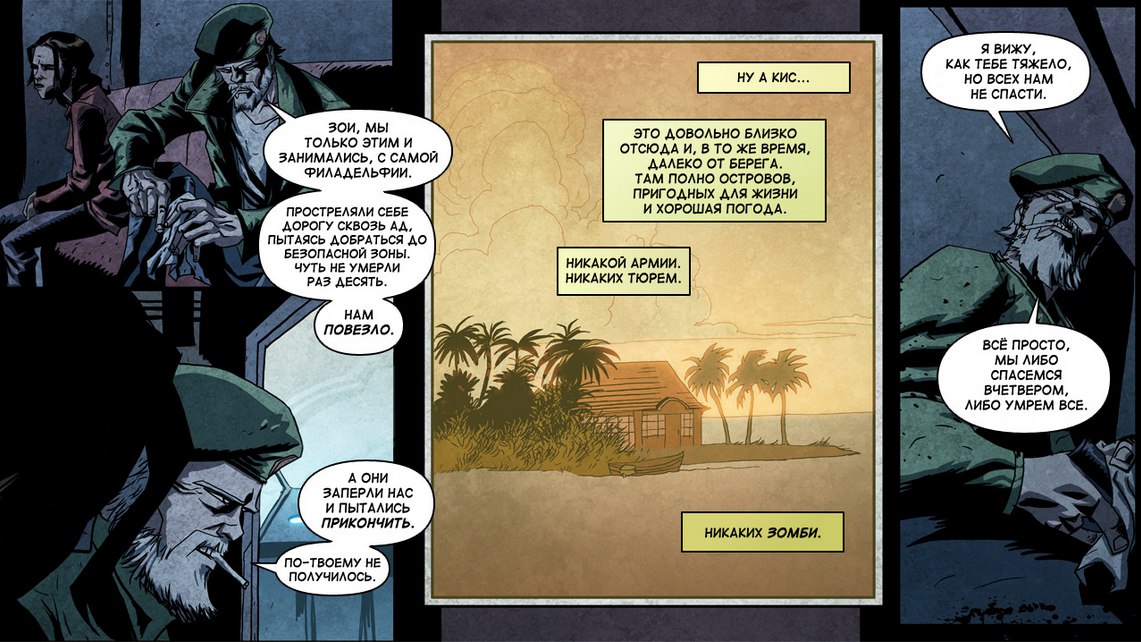 ЗОИ, МЫ
ТОЛЬКО ЭТИМ И
ЗАНИМАЛИСЬ, С САМОЙ
ФИЛАДЕЛЬФИИ.
ПРОСТРЕЛЯЛИ СЕБЕ
ДОРОГУ СКВОЗЬ АД,
ПЫТАЯСЬ ДОБРАТЬСЯ ДО
БЕЗОПАСНОЙ ЗОНЫ.
ЧУТЬ НЕ УМЕРЛИ
РАЗ ДЕСЯТЬ.
НАМ
ПОВЕЗЛО.
А ОНИ
ЗАПЕРЛИ НАС
И ПЫТАЛИСЬ
ПРИКОНЧИТЬ.
ПО-ТВОЕМУ НЕ
ПОЛУЧИЛОСЬ.
НУ А КИС...
ЭТО ДОВОЛЬНО БЛИЗКО
ОТСЮДА И, В ТО ЖЕ ВРЕМЯ,
ДАЛЕКО ОТ БЕРЕГА.
ТАМ ПОЛНО ОСТРОВОВ,
ПРИГОДНЫХ ДЛЯ ЖИЗНИ
И ХОРОШАЯ ПОГОДА.
НИКАКОЙ АРМИИ.
НИКАКИХ ТЮРЕМ.
НИКАКИХ ЗОМБИ.
Я ВИЖУ,
КАК ТЕБЕ ТЯЖЕЛО,
НО ВСЕХ НАМ
НЕ СПАСТИ.
ВСЁ ПРОСТО,
МЫ ЛИБО
СПАСЕМСЯ
ВЧЕТВЕРОМ,
ЛИБО УМРЕМ ВСЕ.